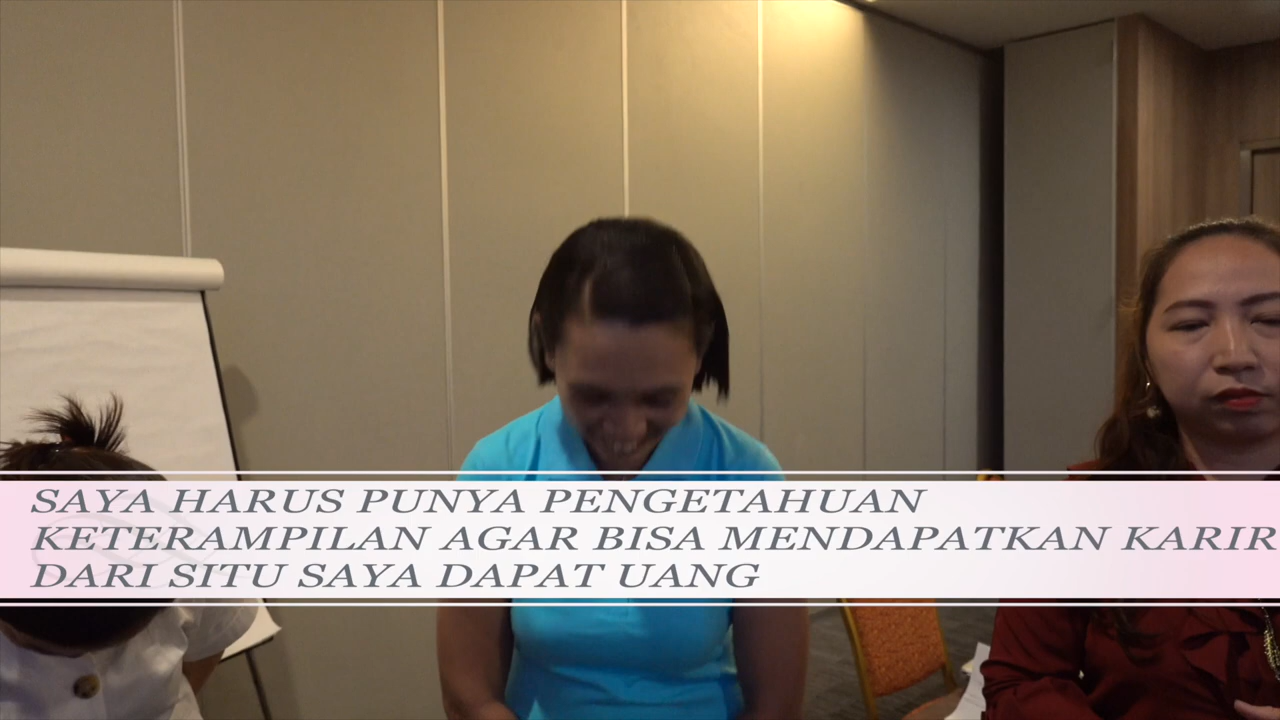 SAYA HARUS PUNYA PENGETAHUAN
KETERAMPILAN AGAR BISA MENDAPATKAN KARIR
DARI SITU SAYA DAPAT UANG